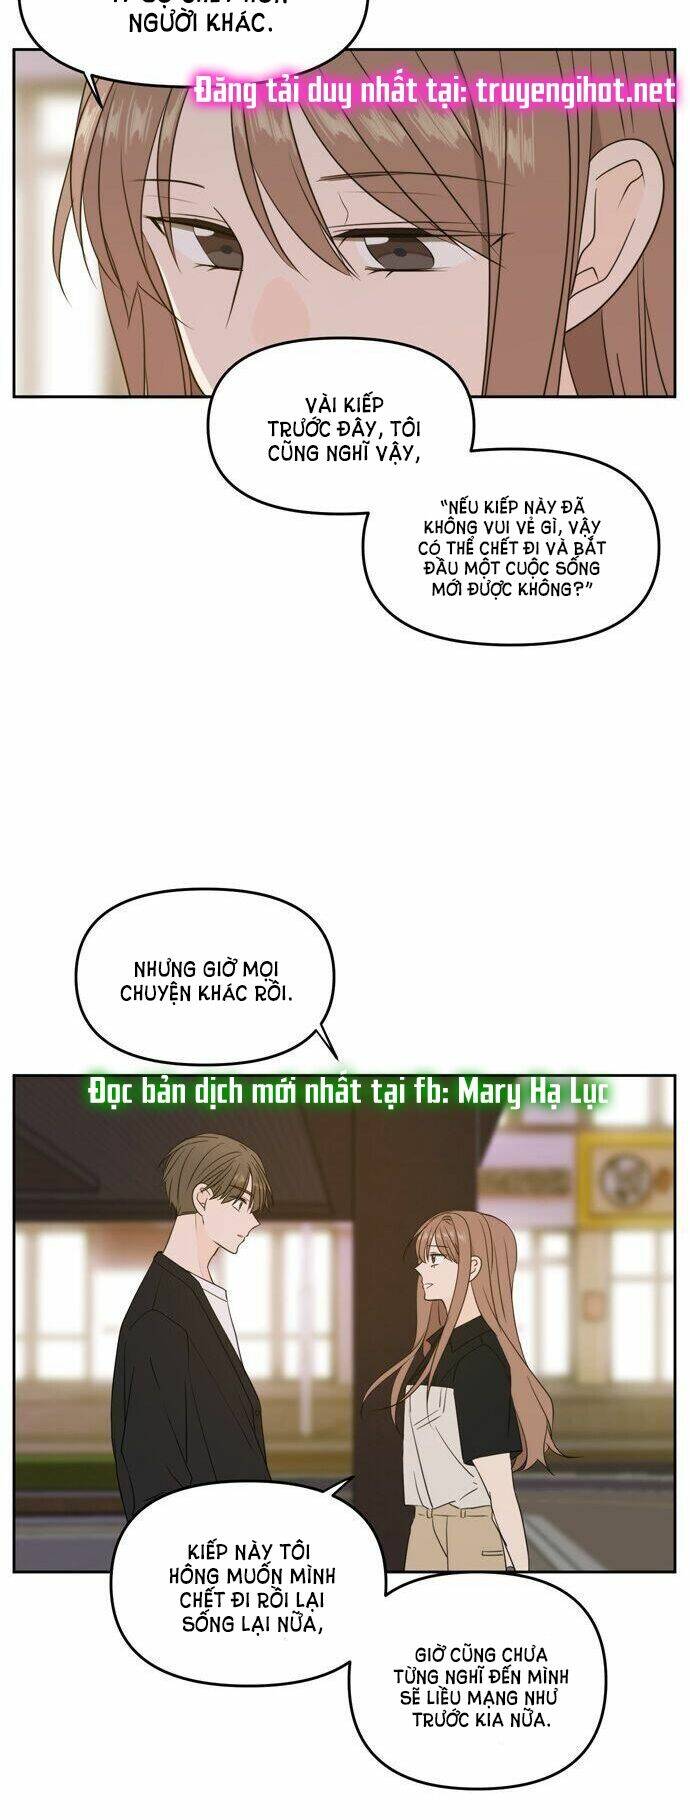 NGƯỜI KHÁC.
Đăng tải duy nhất tại: truyengihot.net
VÀI KIẾP
TRƯỚC ĐÂY, TÔI
CŨNG NGHĨ VẬY,
“NẾU KIẾP NÀY ĐÃ
KHÔNG VUI VẺ GÌ, VẬY
CÓ THỂ CHẾT ĐI VÀ BẮT
ĐẦU MỘT CUỘC SỐNG
MỚI ĐƯỢC KHÔNG?”
NHƯNG GIỜ MỌI
CHUYỆN KHÁC RỒI.
Đọc bản dịch mới nhất tại fb: Mary Hạ Lục
KIẾP NÀY TÔI
HÔNG MUỐN MÌNH
CHẾT ĐI RỒI LẠI
SỐNG LẠI NỮA,
GIỜ CŨNG CHƯA
TỪNG NGHĨ ĐẾN MÌNH
SẼ LIỀU MẠNG NHƯ
TRƯỚC KIA NỮA.